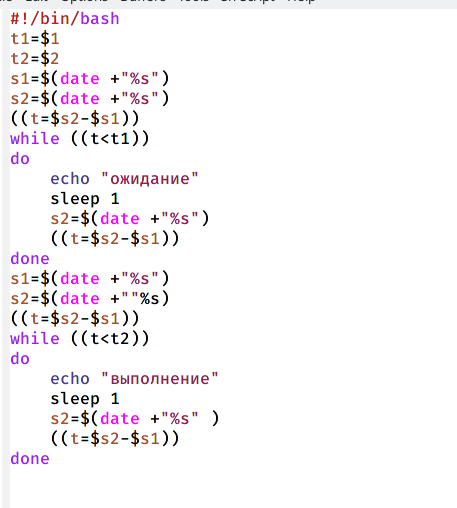 #!/bin/bash
t1=$1
t2=$2
s1=$(date +"%s")
s2=$(date +"%s")
((t=$s2-$s1))
while ((t<t1))
do
    echo "ожидание"
    sleep 1
    s2=$(date +"%s")
    ((t=$s2-$s1))
done
s1=$(date +"%s")
s2=$(date +""%s)
((t=$s2-$s1))
while ((t<t2))
do
    echo "выполнение"
    sleep 1
    s2=$(date +"%s" )
    ((t=$s2-$s1))
done